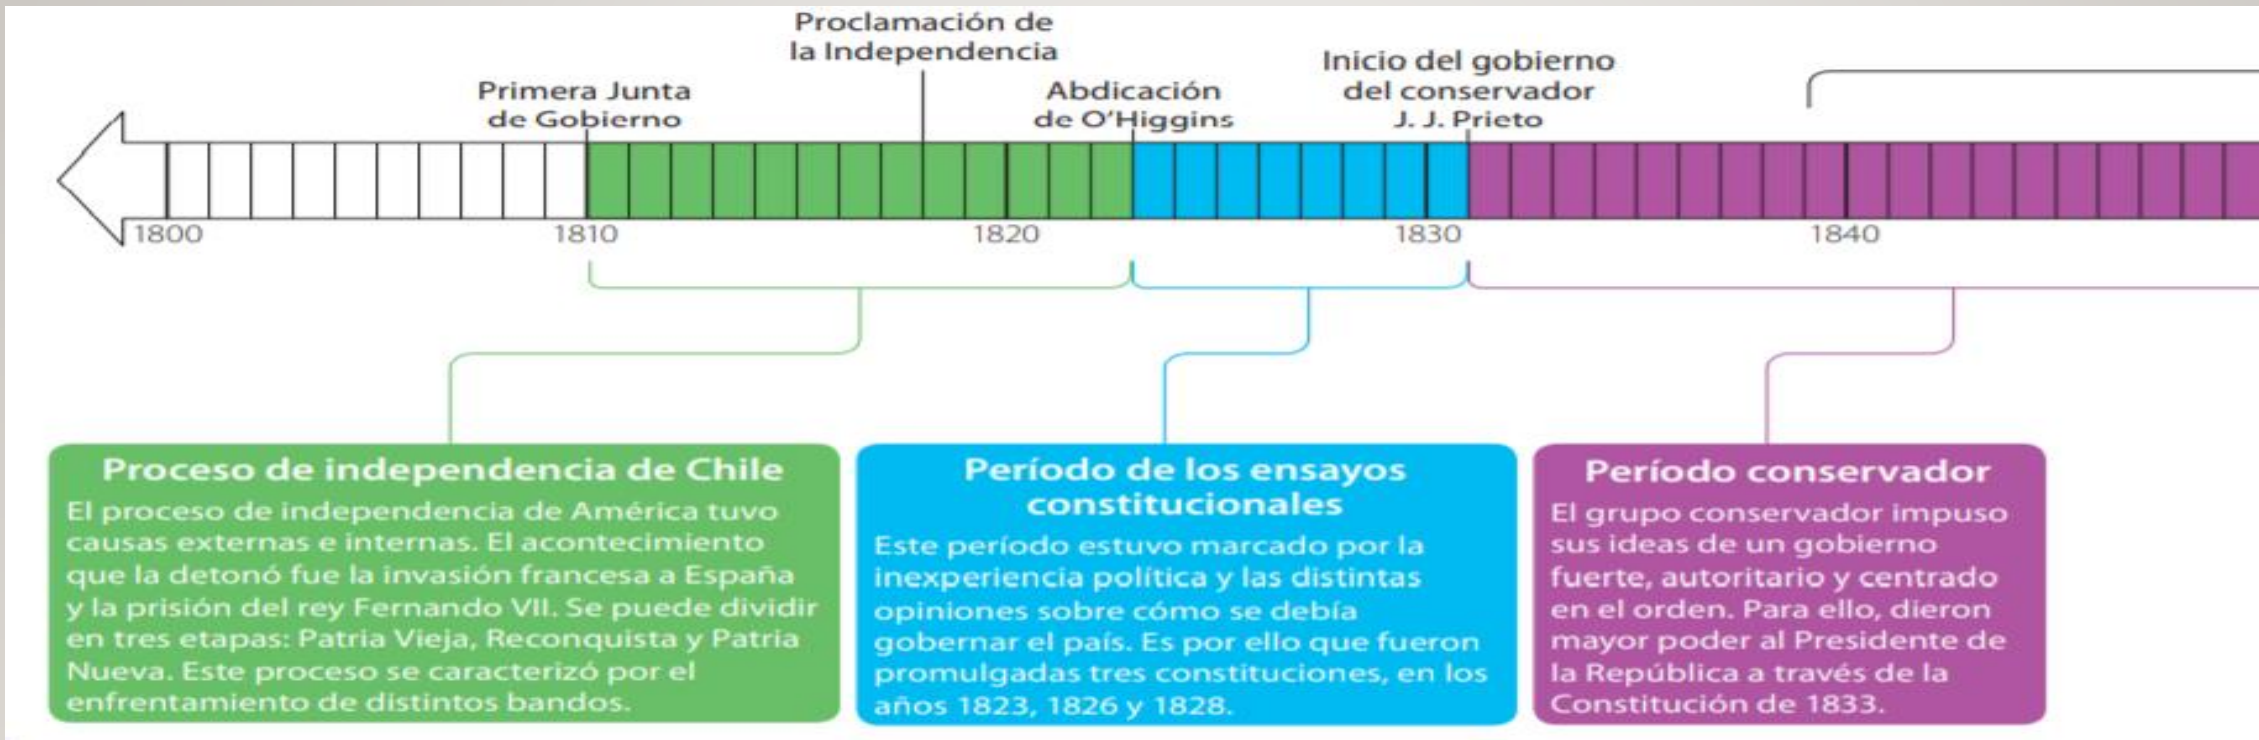 Proclamación de
la Independencia
Primera Junta
de Gobierno
Abdicación
de O'Higgins
Inicio del gobierno
del conservador
J. J. Prieto
1800
1810
1820
1830
1840
Proceso de independencia de Chile
El proceso de independencia de América tuvo
causas externas e internas. El acontecimiento
que la detonó fue la invasión francesa a España
y la prisión del rey Fernando VII. Se puede dividir
en tres etapas: Patria Vieja, Reconquista y Patria
Nueva. Este proceso se caracterizó por el
enfrentamiento de distintos bandos.
Período de los ensayos
constitucionales
Este período estuvo marcado por la
inexperiencia política y las distintas
opiniones sobre cómo se debía
gobernar el país. Es por ello que fueron
promulgadas tres constituciones, en los
años 1823, 1826 y 1828.
Período conservador
El grupo conservador impuso
sus ideas de un gobierno
fuerte, autoritario y centrado
en el orden. Para ello, dieron
mayor poder al Presidente de
la República a través de la
Constitución de 1833.